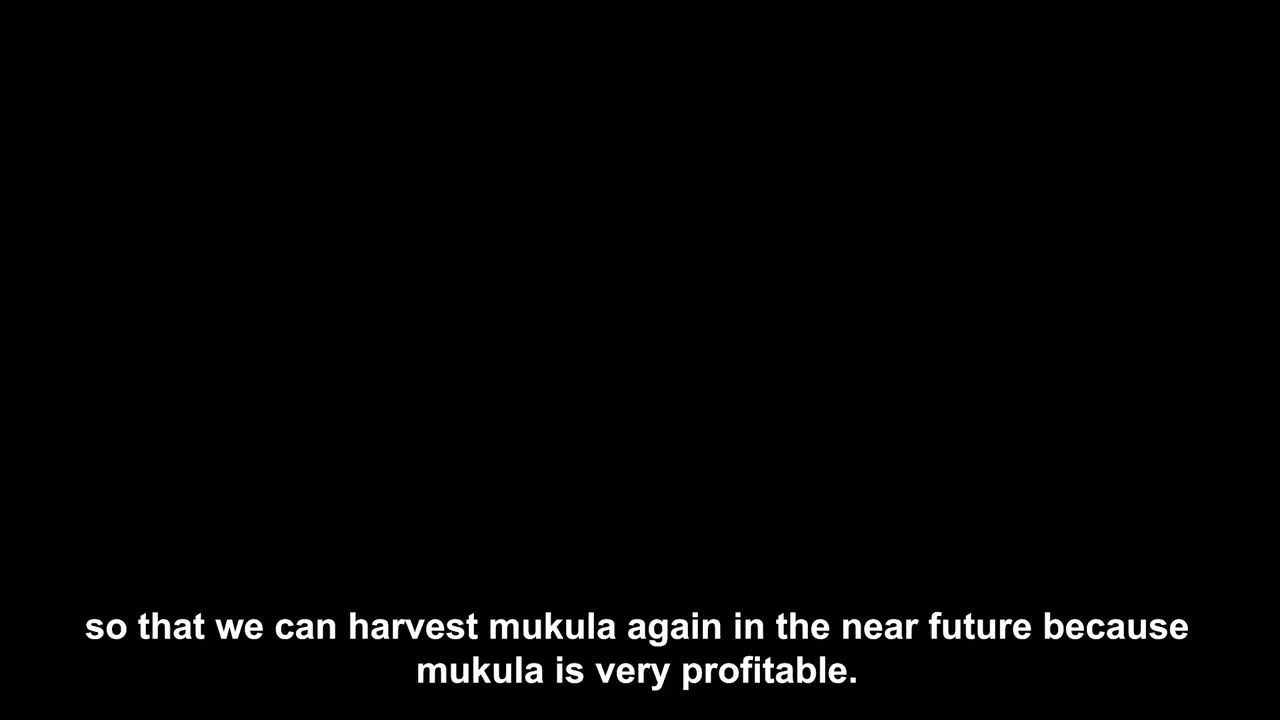 so that we can harvest mukula again in the near future because
mukula is very profitable.